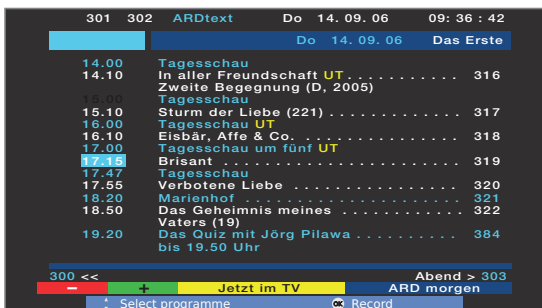 301 302 ARDtext Do 14. 09. 06 09: 36 : 42
Do 14. 09. 06 Das Erste
14.00 Tagesschau
14.10 In aller Freundschaft UT . . . . . . . . . . . 316
Zweite Begegnung (D, 2005)
15.00 Tagesschau
15.10 Sturm der Liebe (221) . . . . . . . . . . . . . 317
16.00 Tagesschau UT
16.10 Eisbär, Affe & Co. . . . . . . . . . . . . . . . . 318
17.00 Tagesschau um fünf UT
17.15 Brisant . . . . . . . . . . . . . . . . . . . . . . . . 319
17.47 Tagesschau
17.55 Verbotene Liebe . . . . . . . . . . . . . . . . 320
18.20 Marienhof . . . . . . . . . . . . . . . . . . . . . 321
18.50 Das Geheimnis meines . . . . . . . . . . . . 322
Vaters (19)
19.20 Das Quiz mit Jörg Pilawa . . . . . . . . . . 384
bis 19.50 Uhr
300 << Abend > 303
− + Jetzt im TV ARD morgen
Select programme OK Record